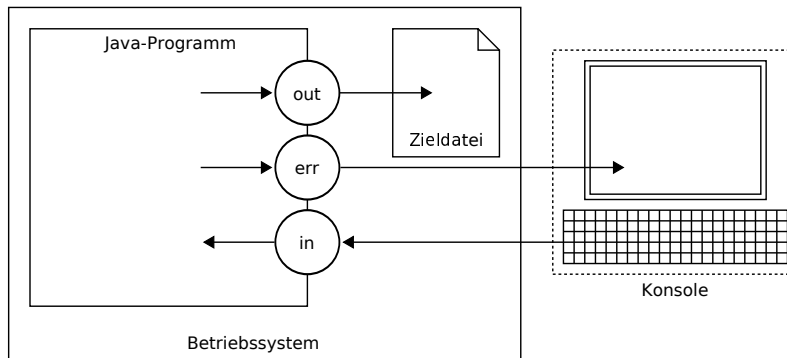 Java-Programm
out
Zieldatei
err
in
Konsole
Betriebssystem